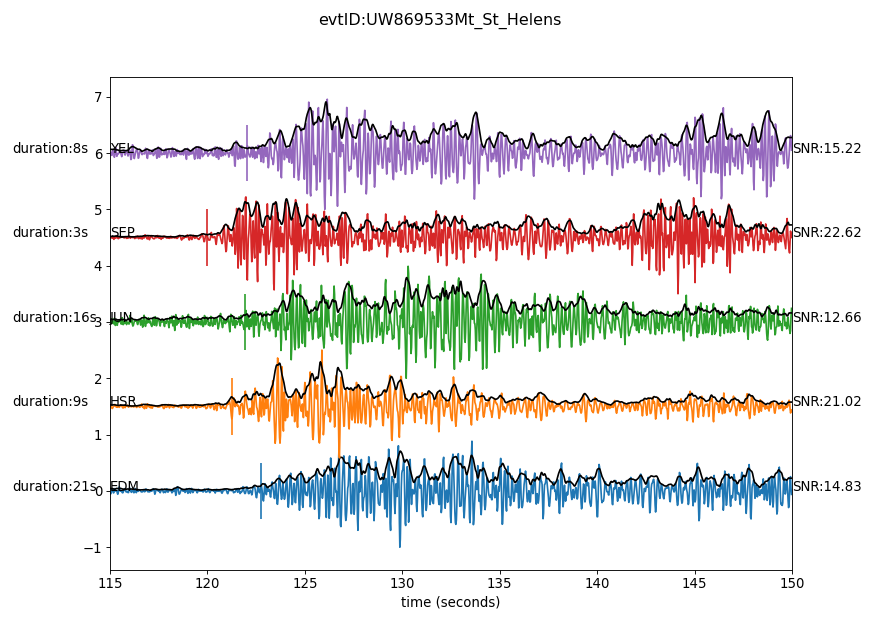 evtID:UW869533Mt_St_Helens
7
duration:8s YEL SNR:15.22
6
5
duration:3s SEP SNR:22.62
4
duration:16s JUN SNR:12.66
3
2
duration:9s HSR SNR:21.02
1
duration:21s EDM SNR:14.83
0
−1
115 120 125 130 135 140 145 150
time (seconds)